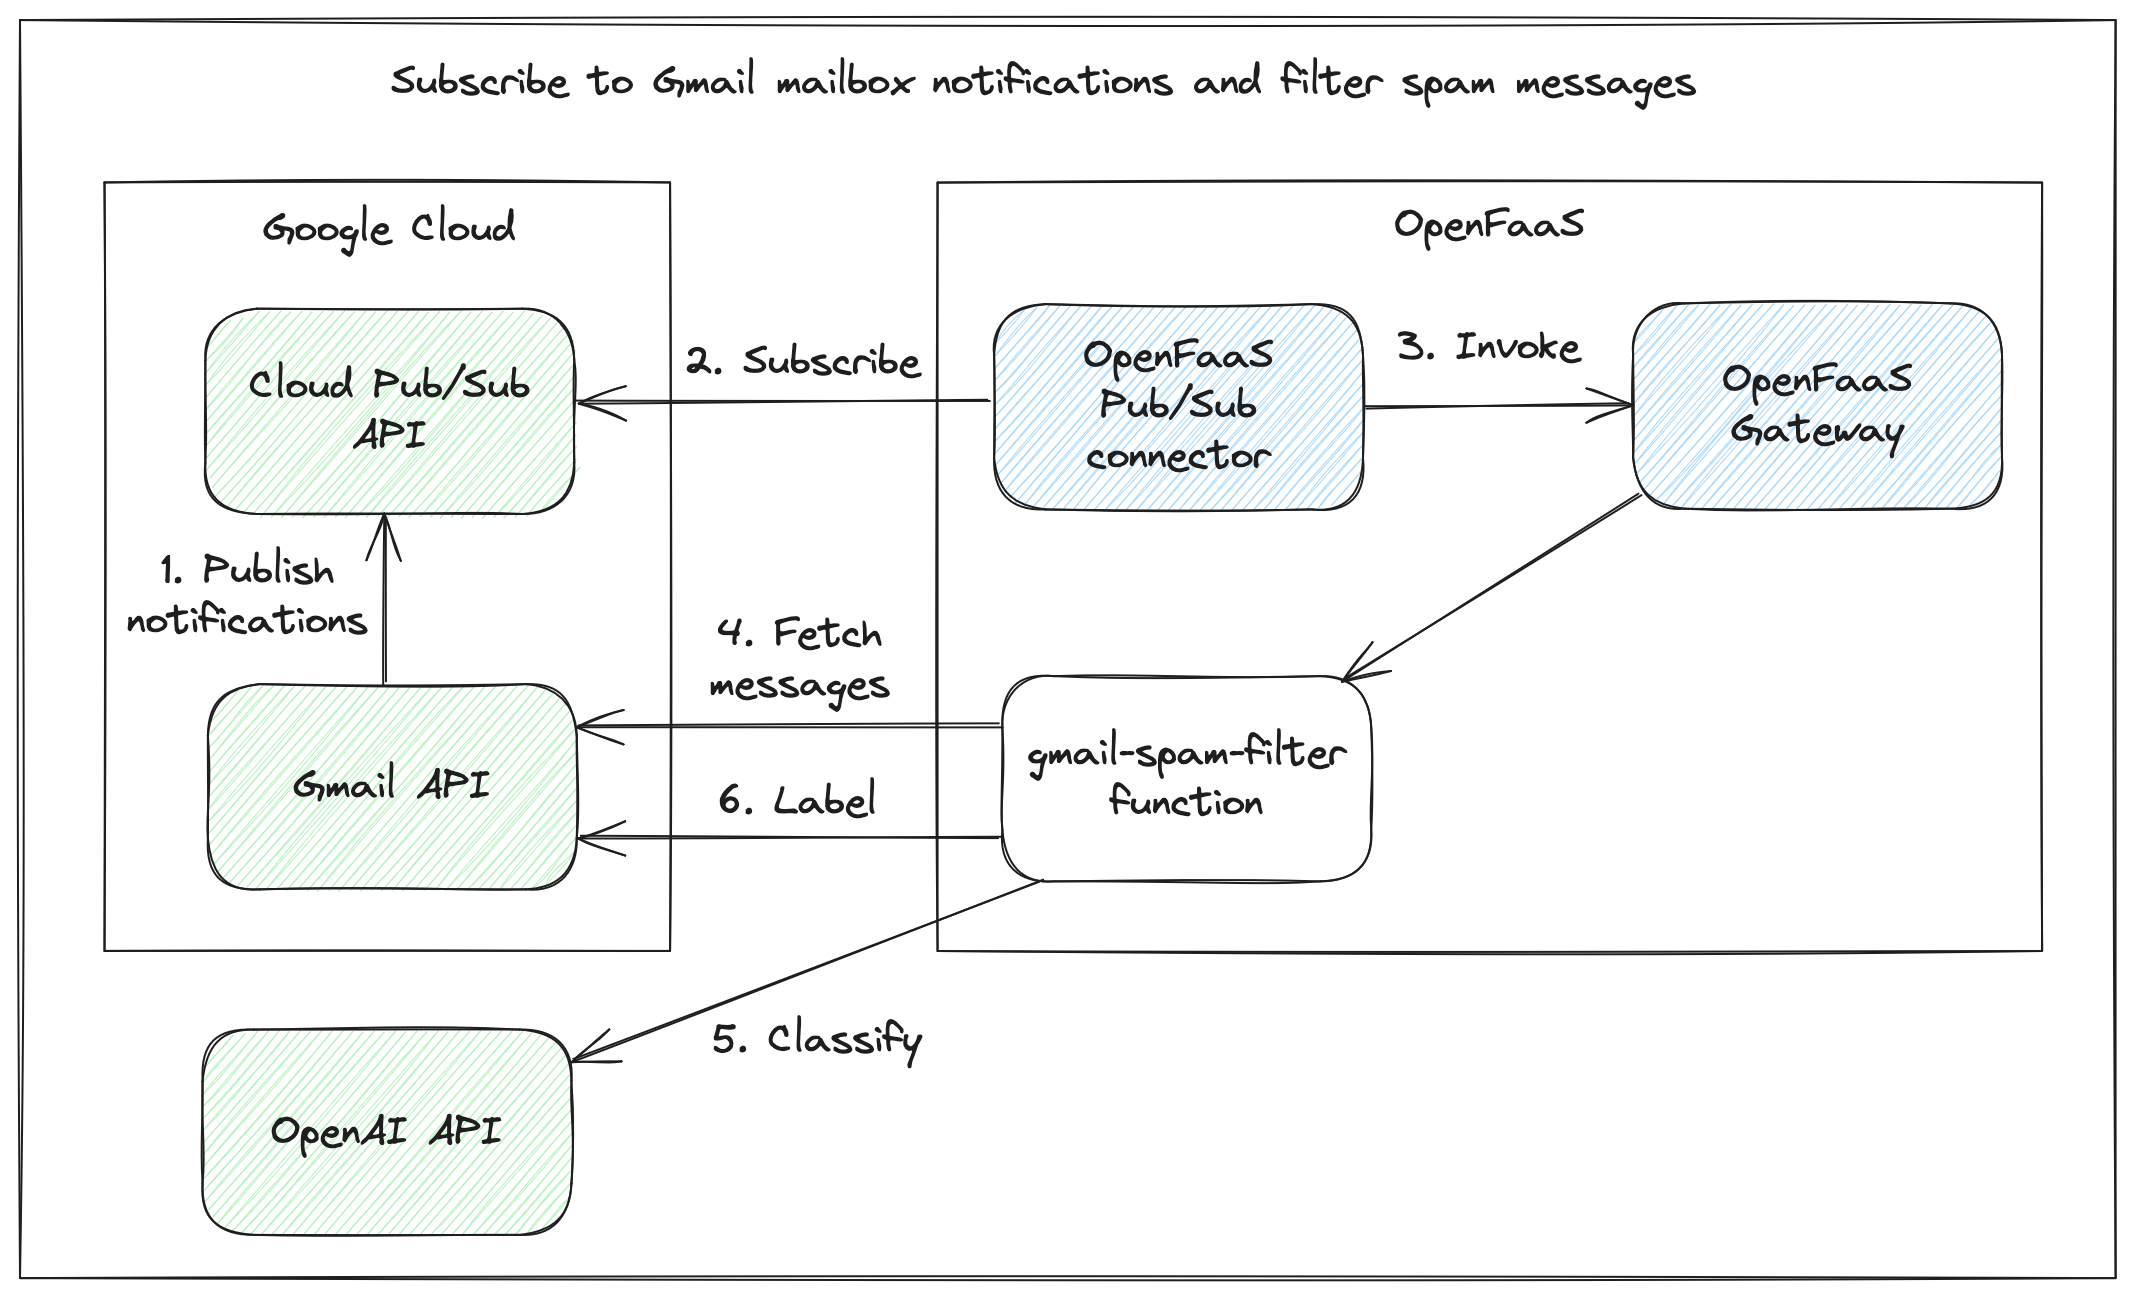 Subscribe to Gmail mailbox notifications and filter spam messages
Google Cloud
Cloud Pub/Sub
API
1. Publish
notifications
Gmail API
2. Subscribe
4. Fetch
messages
6. Label
OpenFaaS
OpenFaaS
Pub/Sub
connector
3. Invoke
OpenFaaS
Gateway
gmail-spam-filter
function
5. Classify
OpenAI API